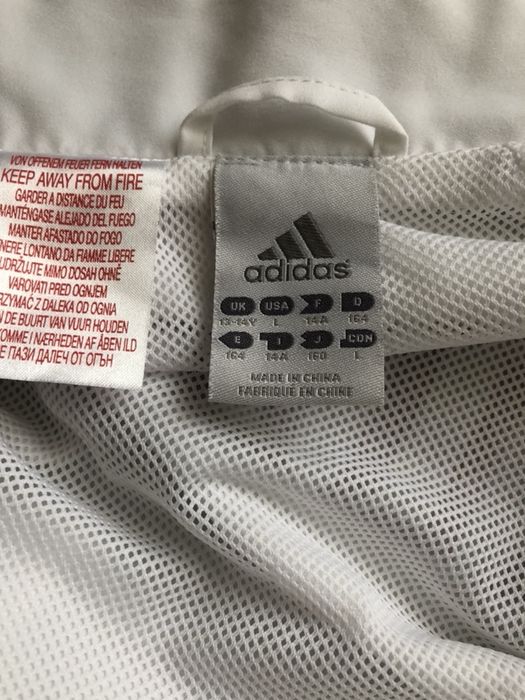 VON OFFENEM FEUER FERN HALTEN
KEEP AWAY FROM FIRE
GARDER A DISTANCE DU FEU
MANTÉNGASE ALEJADO DEL FUEGO
MANTER AFASTADO DO FOGO
NERE LONTANO DA FIAMME LIBERE
UDRŽUJTE MIMO DOSAH OHNĚ
VAROVATI PRED OGNJEM
RZYMAĆ Z DALEKA OD OGNIA
DE BUURT VAN VUUR HOUDEN
OMME I NÆRHEDEN AF ÅBEN ILD
СЕ ПАЗИ ДАЛЕЧ ОТ ОГЪН
adidas
UK USA F D
13-14Y L 14A 164
E I J CDN
164 14A 160 L
MADE IN CHINA
FABRIQUÉ EN CHINE